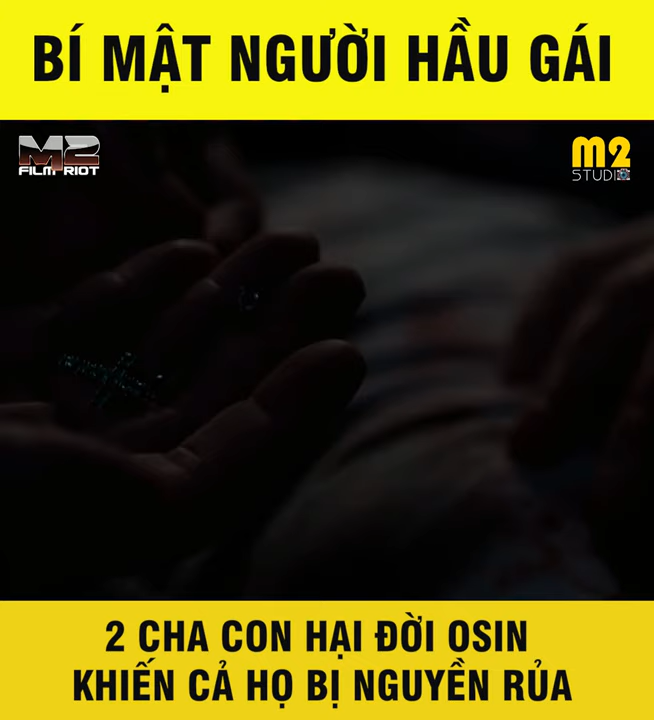 BÍ MẬT NGƯỜI HẦU GÁI
M2
FILM RIOT
M2
STUDIO
2 CHA CON HẠI ĐỜI OSIN
KHIẾN CẢ HỌ BỊ NGUYỀN RỦA